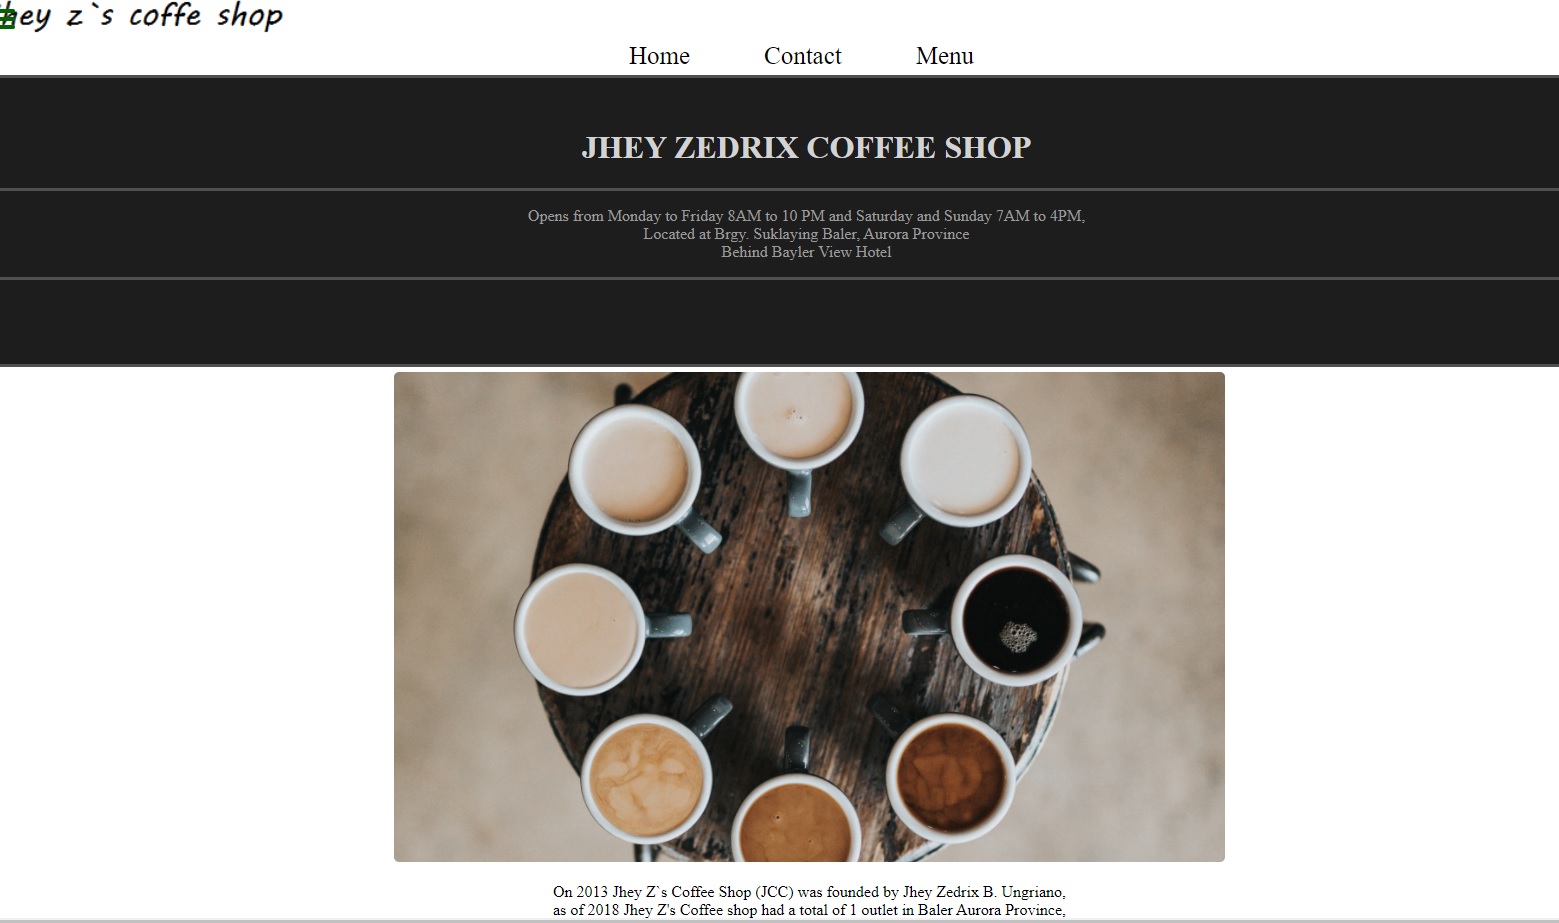 hey z`s coffe shop
Home Contact Menu
JHEY ZEDRIX COFFEE SHOP
Opens from Monday to Friday 8AM to 10 PM and Saturday and Sunday 7AM to 4PM,
Located at Brgy. Suklaying Baler, Aurora Province
Behind Bayler View Hotel
On 2013 Jhey Z`s Coffee Shop (JCC) was founded by Jhey Zedrix B. Ungriano,
as of 2018 Jhey Z's Coffee shop had a total of 1 outlet in Baler Aurora Province,